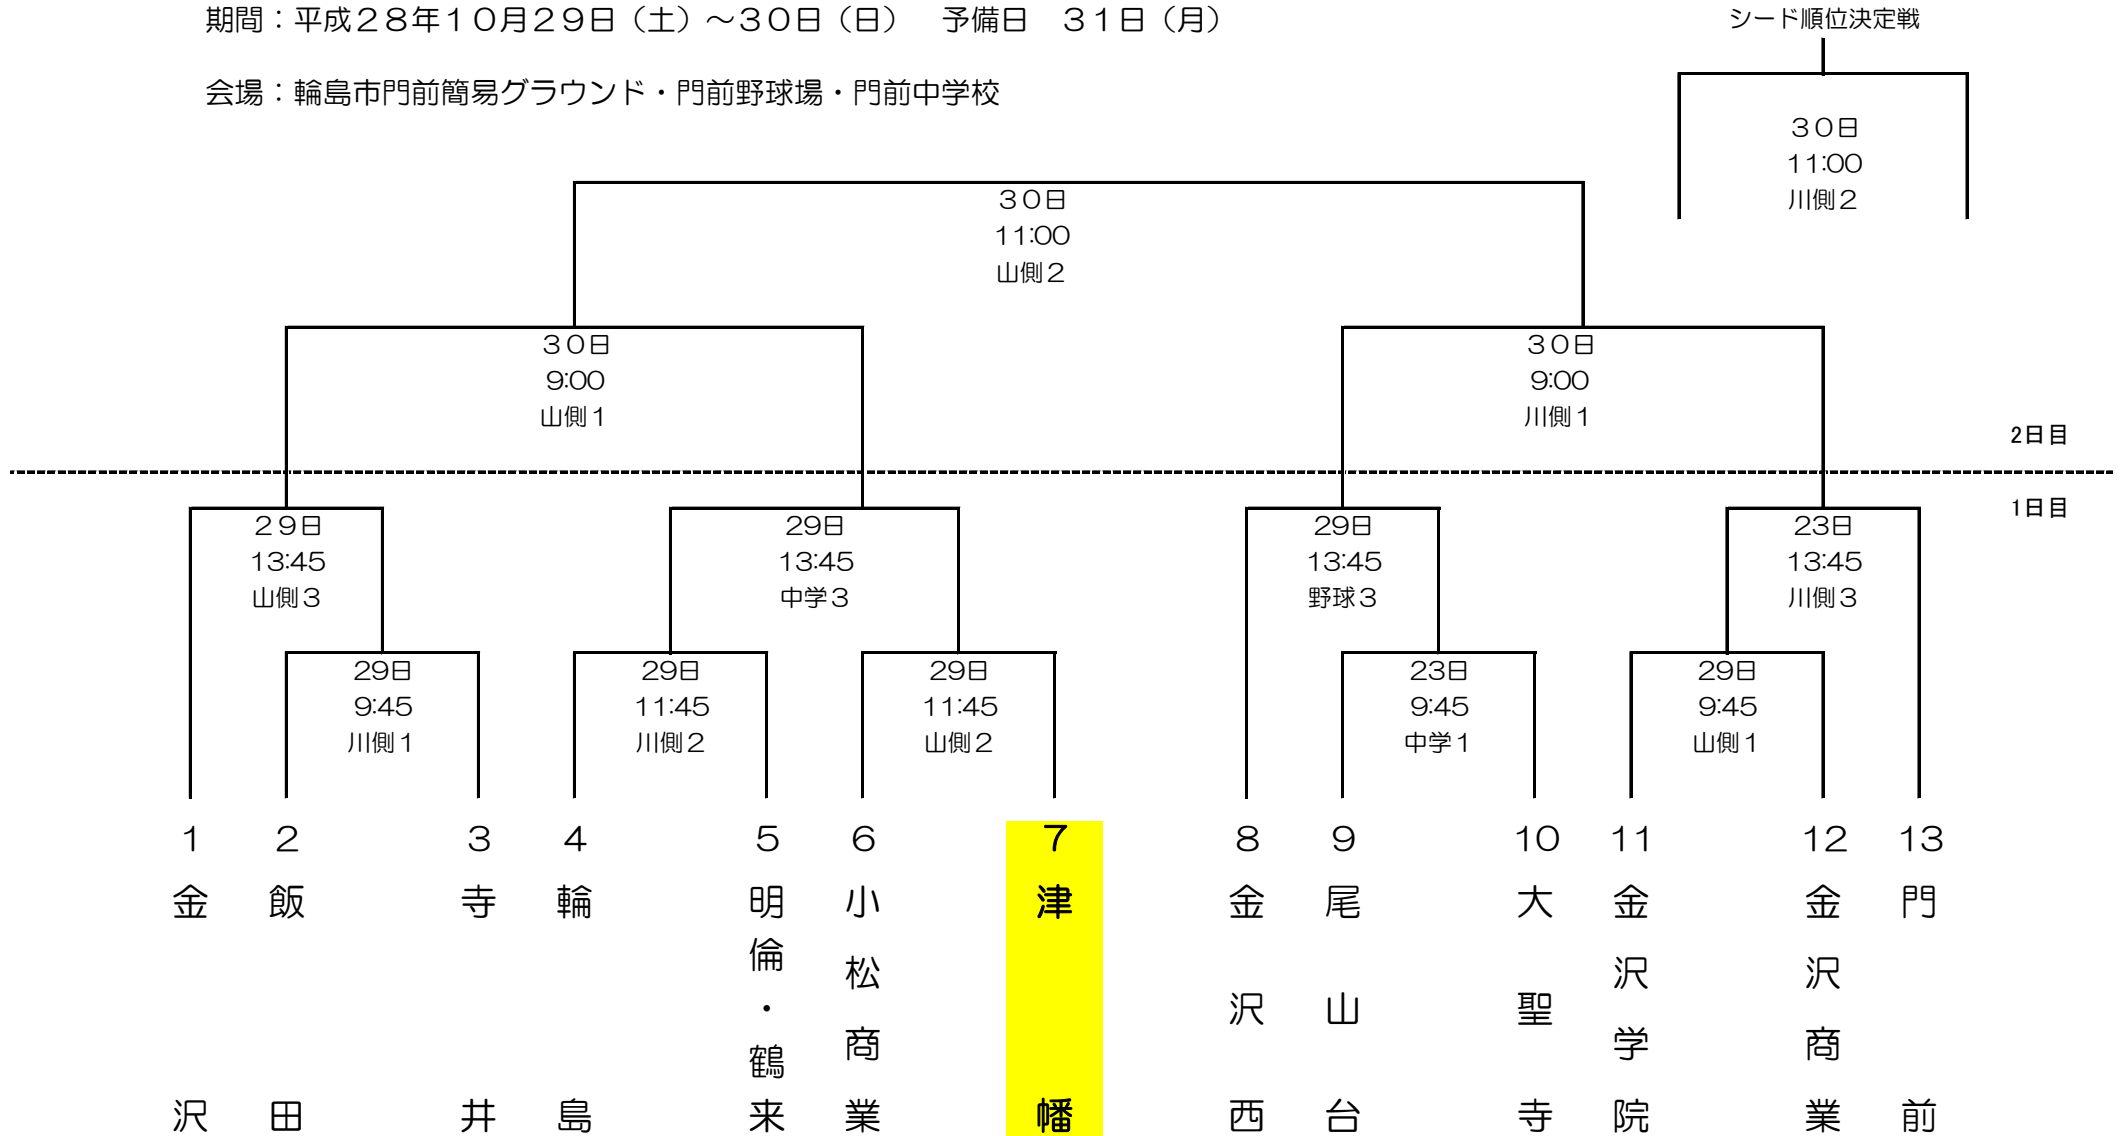 期間：平成２８年１０月２９日（土）～３０日（日）　予備日　３１日（月）
シード順位決定戦
会場：輪島市門前簡易グラウンド・門前野球場・門前中学校
３０日
11:00
川側２
３０日
11:00
山側２
３０日
9:00
山側１
３０日
9:00
川側１
2日目
1日目
２９日
13:45
山側３
29日
13:45
中学３
29日
13:45
野球３
23日
13:45
川側３
29日
9:45
川側１
29日
11:45
川側２
29日
11:45
山側２
23日
9:45
中学１
29日
9:45
山側１
1
金沢
2
飯田
3
寺井
4
輪島
5
明倫・鶴来
6
小松商業
7
津幡
8
金沢西
9
尾山台
10
大聖寺
11
金沢学院
12
金沢商業
13
門前